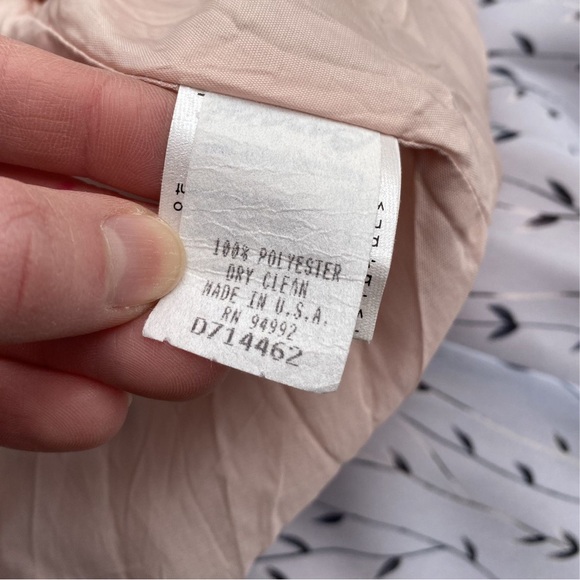 100% POLYESTER
DRY CLEAN
MADE IN U.S.A.
RN 94992
D714462